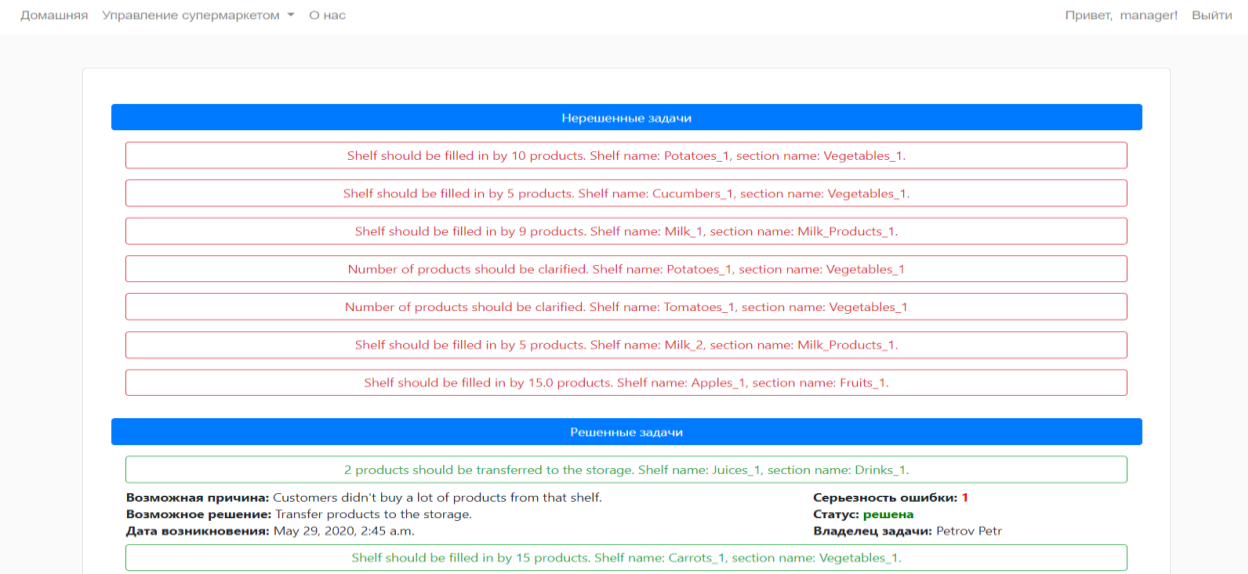 Домашняя Управление супермаркетом О нас Привет, manager! Выйти
Нерешенные задачи
Shelf should be filled in by 10 products. Shelf name: Potatoes_1, section name: Vegetables_1.
Shelf should be filled in by 5 products. Shelf name: Cucumbers_1, section name: Vegetables_1.
Shelf should be filled in by 9 products. Shelf name: Milk_1, section name: Milk_Products_1.
Number of products should be clarified. Shelf name: Potatoes_1, section name: Vegetables_1
Number of products should be clarified. Shelf name: Tomatoes_1, section name: Vegetables_1
Shelf should be filled in by 5 products. Shelf name: Milk_2, section name: Milk_Products_1.
Shelf should be filled in by 15.0 products. Shelf name: Apples_1, section name: Fruits_1.
Решенные задачи
2 products should be transferred to the storage. Shelf name: Juices_1, section name: Drinks_1.
Возможная причина: Customers didn't buy a lot of products from that shelf. Серьезность ошибки: 1
Возможное решение: Transfer products to the storage. Статус: решена
Дата возникновения: May 29, 2020, 2:45 a.m. Владелец задачи: Petrov Petr
Shelf should be filled in by 15 products. Shelf name: Carrots_1, section name: Vegetables_1.